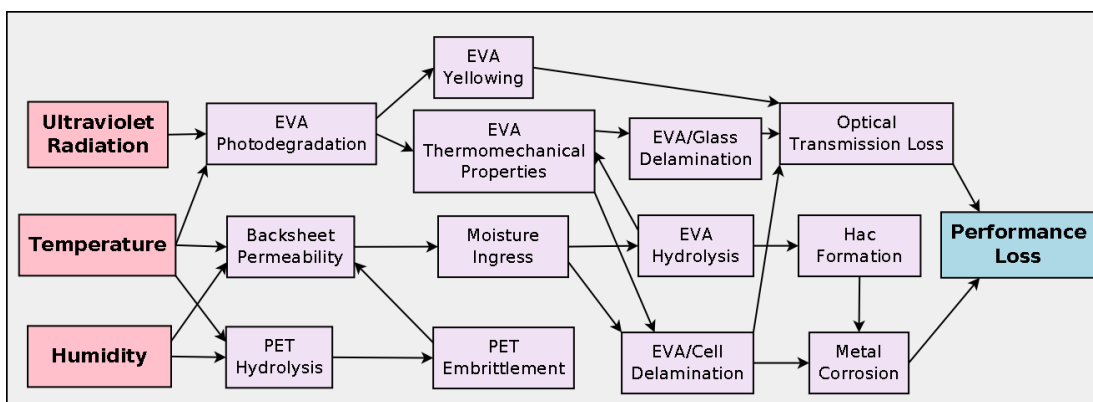 EVA
Yellowing
Ultraviolet
Radiation
EVA
Photodegradation
EVA
Thermomechanical
Properties
EVA/Glass
Delamination
Optical
Transmission Loss
Temperature
Backsheet
Permeability
Moisture
Ingress
EVA
Hydrolysis
Hac
Formation
Performance
Loss
Humidity
PET
Hydrolysis
PET
Embrittlement
EVA/Cell
Delamination
Metal
Corrosion